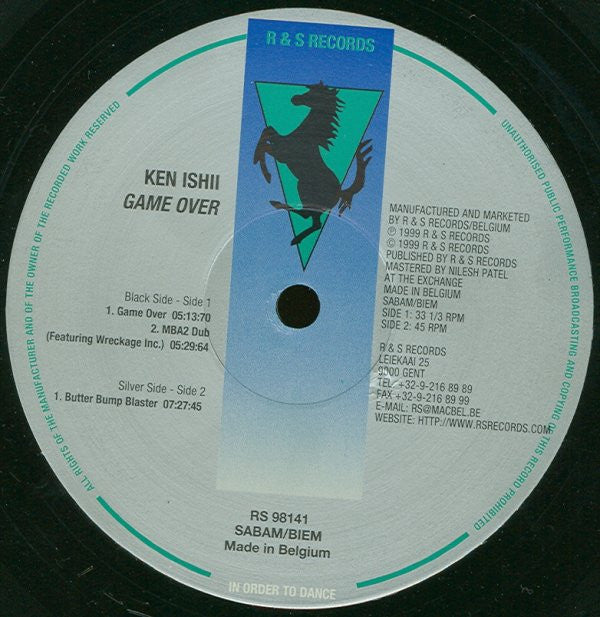 R & S RECORDS
KEN ISHII
GAME OVER
Black Side - Side 1
1. Game Over 05:13:70
2. MBA2 Dub
(Featuring Wreckage Inc.) 05:29:64
Silver Side - Side 2
1. Butter Bump Blaster 07:27:45
MANUFACTURED AND MARKETED
BY R & S RECORDS/BELGIUM
℗ 1999 R & S RECORDS
© 1999 R & S RECORDS
PUBLISHED BY R & S RECORDS
MASTERED BY NILESH PATEL
AT THE EXCHANGE
MADE IN BELGIUM
SABAM/BIEM
SIDE 1: 33 1/3 RPM
SIDE 2: 45 RPM
R & S RECORDS
LEIEKAAI 25
9000 GENT
TEL. +32-9-216 89 89
FAX +32-9-216 89 99
E-MAIL: RS@MACBEL.BE
WEBSITE: HTTP://WWW.RSRECORDS.COM
RS 98141
SABAM/BIEM
Made in Belgium
ALL RIGHTS OF THE MANUFACTURER AND OF THE OWNER OF THE RECORDED WORK RESERVED
UNAUTHORISED PUBLIC PERFORMANCE BROADCASTING AND COPYING OF THIS RECORD PROHIBITED
IN ORDER TO DANCE